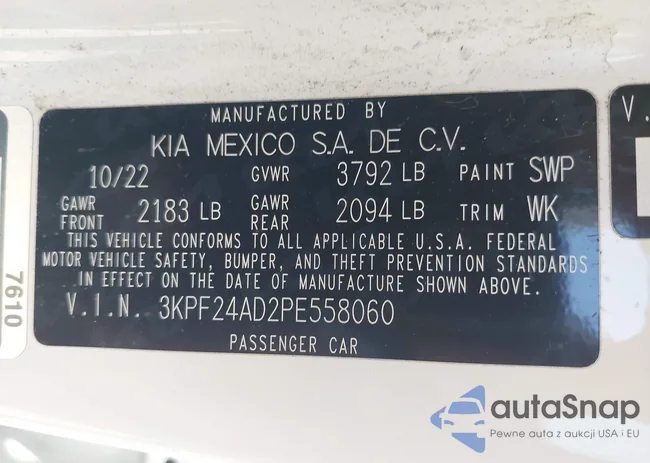 MANUFACTURED BY
KIA MEXICO S.A. DE C.V.
10/22 GVWR 3792 LB PAINT SWP
GAWR FRONT 2183 LB GAWR REAR 2094 LB TRIM WK
THIS VEHICLE CONFORMS TO ALL APPLICABLE U.S.A. FEDERAL
MOTOR VEHICLE SAFETY, BUMPER, AND THEFT PREVENTION STANDARDS
IN EFFECT ON THE DATE OF MANUFACTURE SHOWN ABOVE.
V.I.N. 3KPF24AD2PE558060
PASSENGER CAR
7610
V.
autaSnap
Pewne auta z aukcji USA i EU